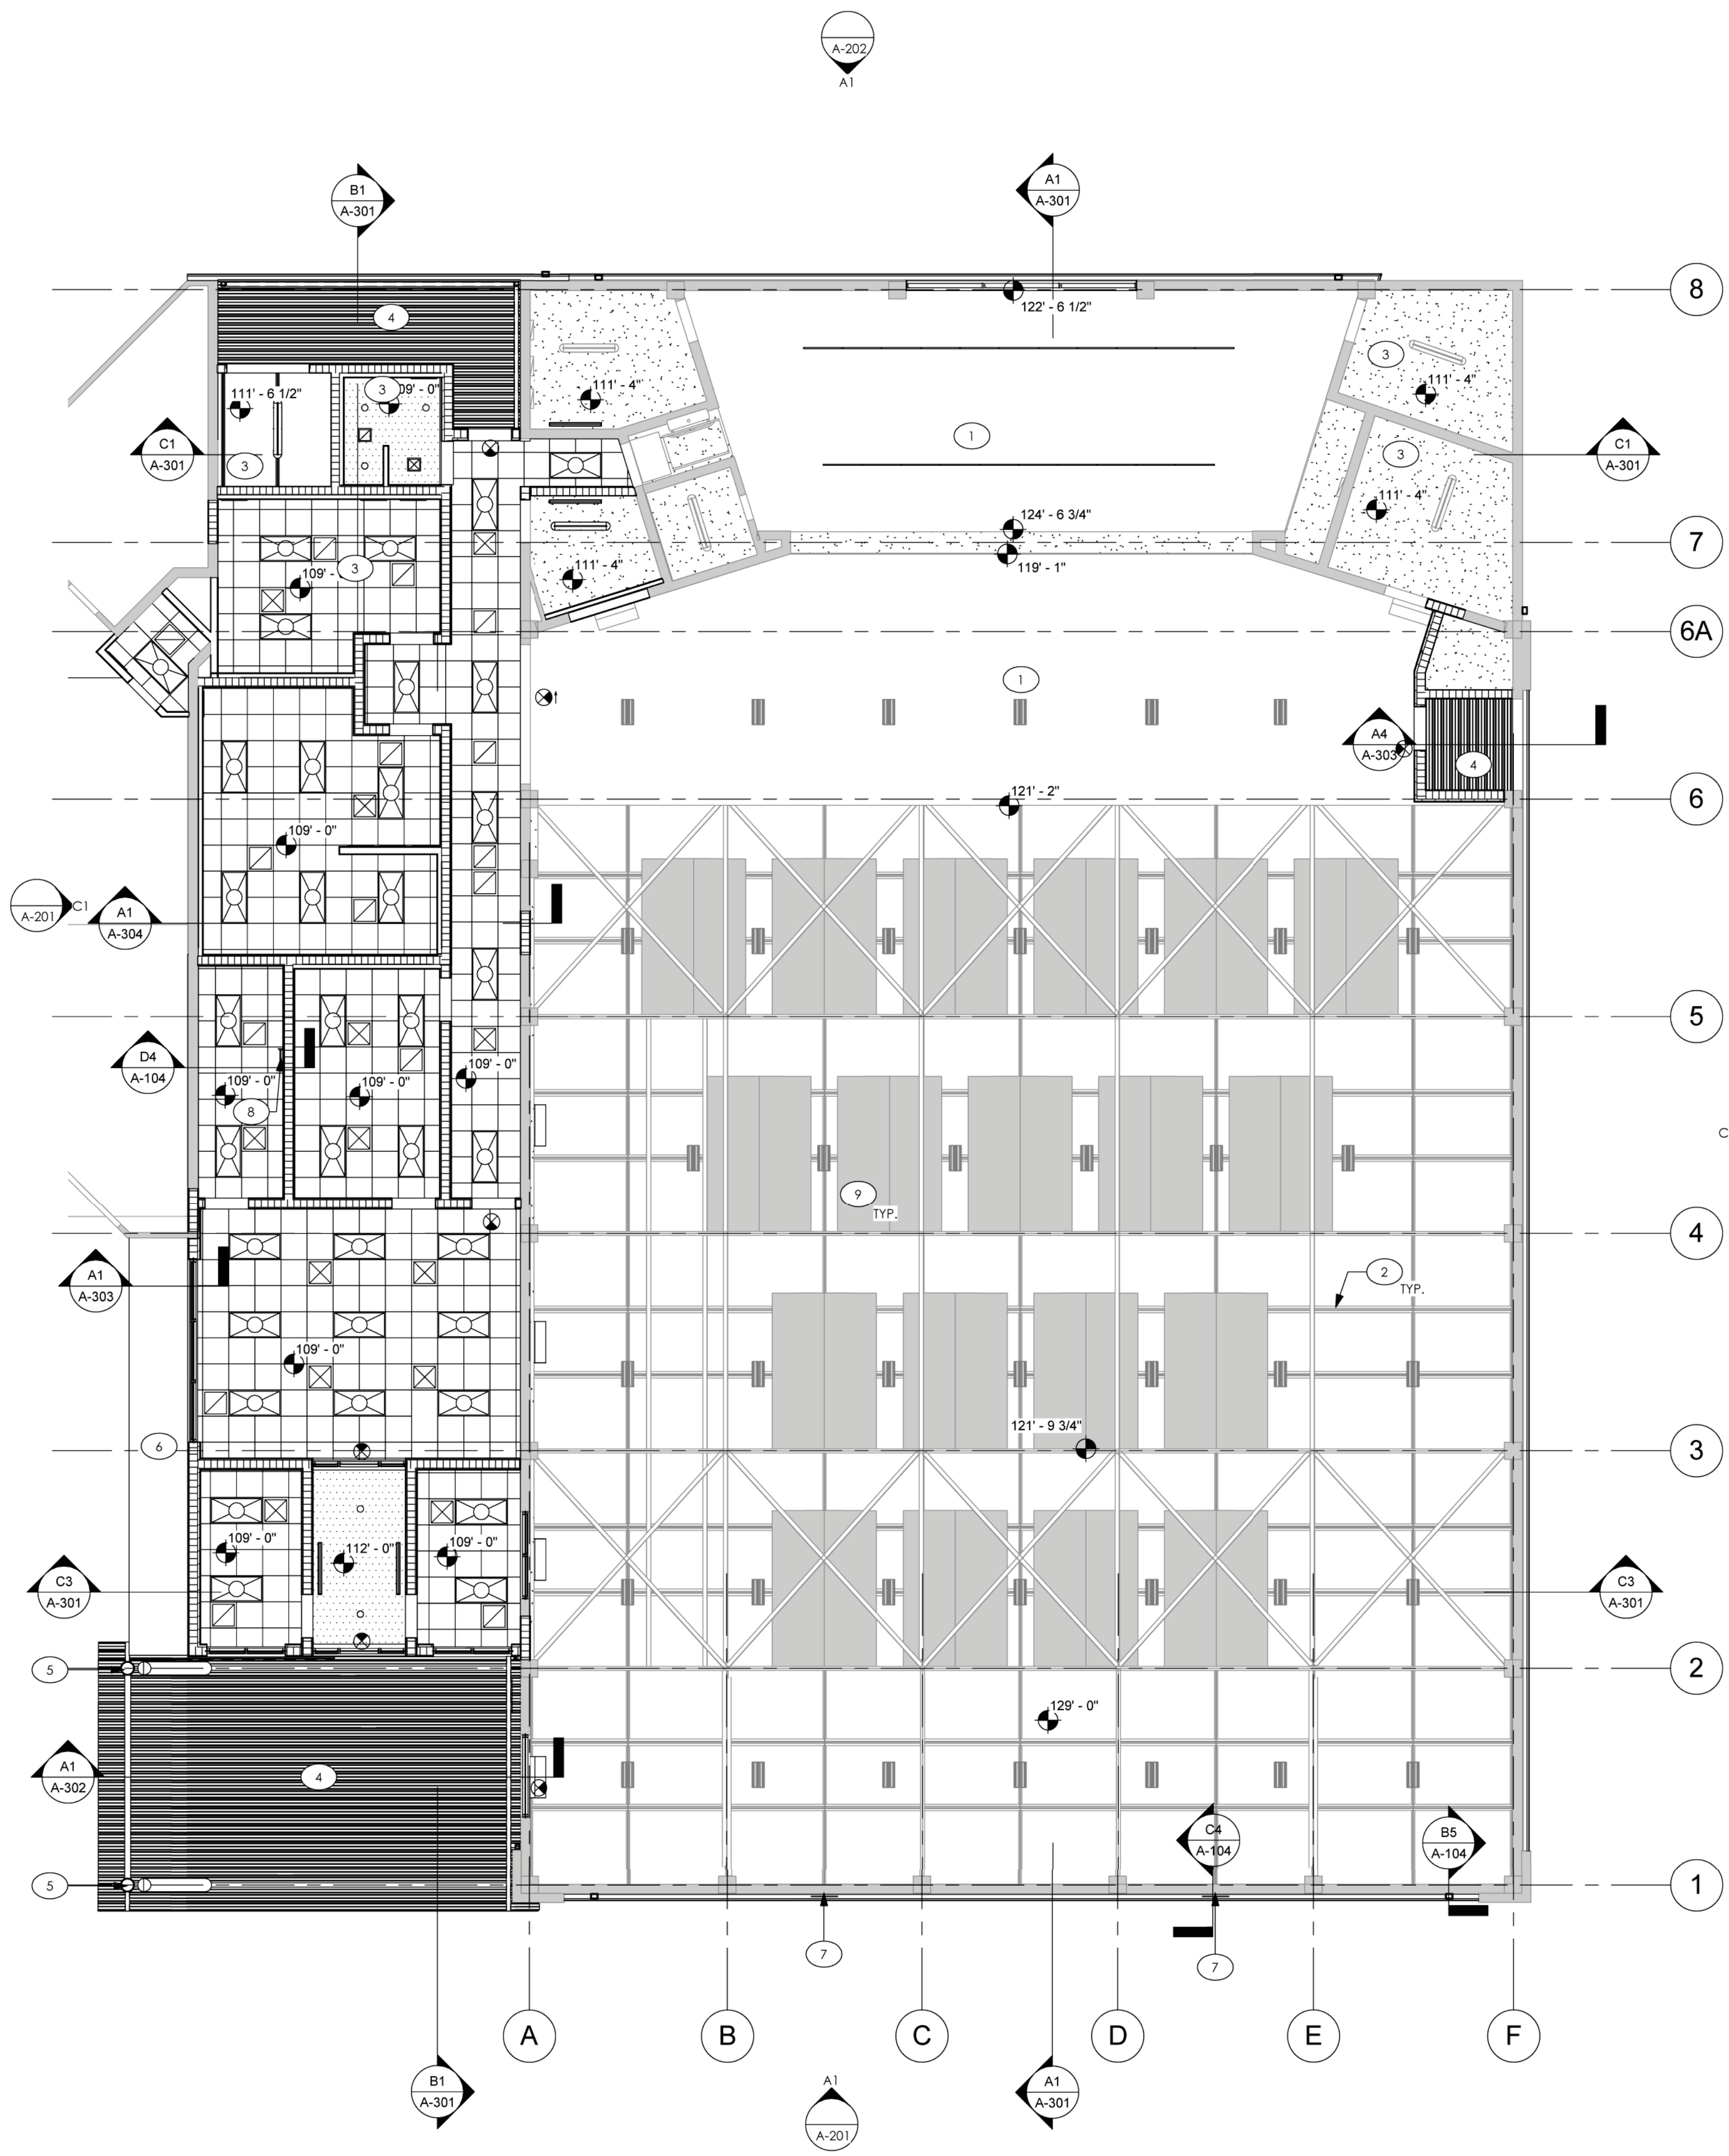 A-202
A1
B1
A-301
A1
A-301
8
122' - 6 1/2"
4
3
111' - 6 1/2"
3
09' - 0"
111' - 4"
111' - 4"
1
C1
A-301
3
3
C1
A-301
111' - 4"
124' - 6 3/4"
7
119' - 1"
109' -
3
111' - 4"
6A
1
A4
A-303
4
6
121' - 2"
109' - 0"
A-201
C1
A1
A-304
5
D4
A-104
109' - 0"
109' - 0"
109' - 0"
8
C
9
TYP.
4
A1
A-303
2
TYP.
109' - 0"
121' - 9 3/4"
6
3
109' - 0"
112' - 0"
109' - 0"
C3
A-301
C3
A-301
5
2
129' - 0"
A1
A-302
4
C4
A-104
B5
A-104
5
1
7
7
A
B
C
D
E
F
B1
A-301
A1
A-201
A1
A-301